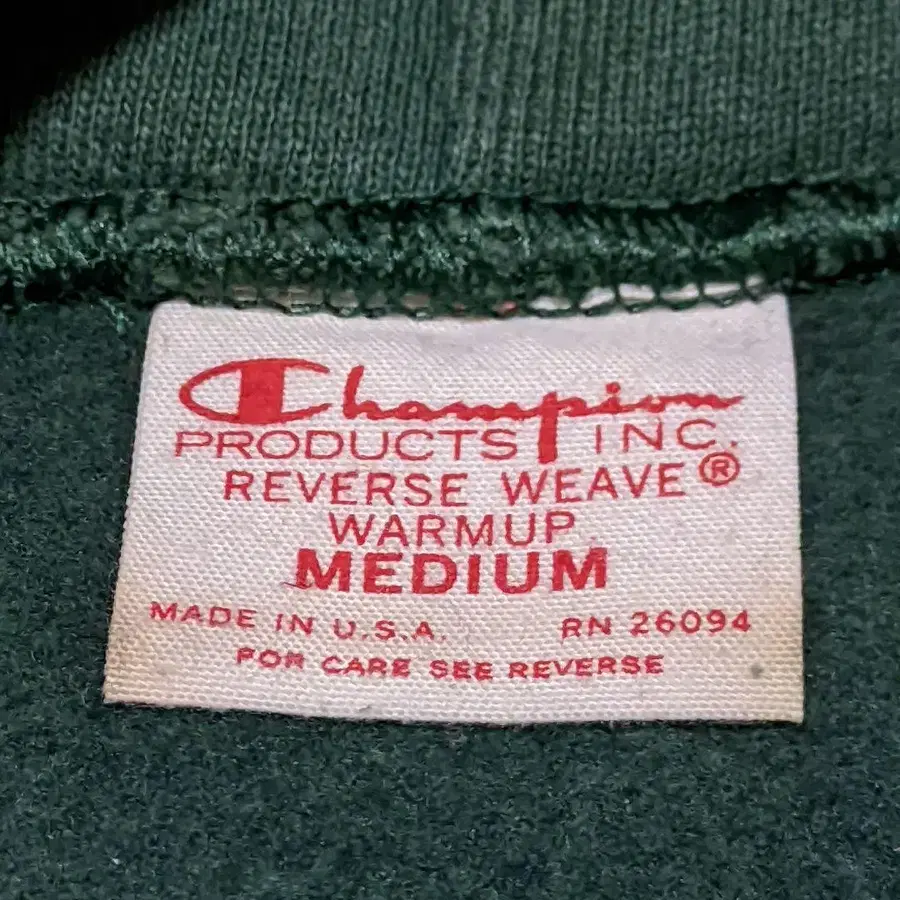 Champion
PRODUCTS INC.
REVERSE WEAVE®
WARMUP
MEDIUM
MADE IN U.S.A. RN 26094
FOR CARE SEE REVERSE